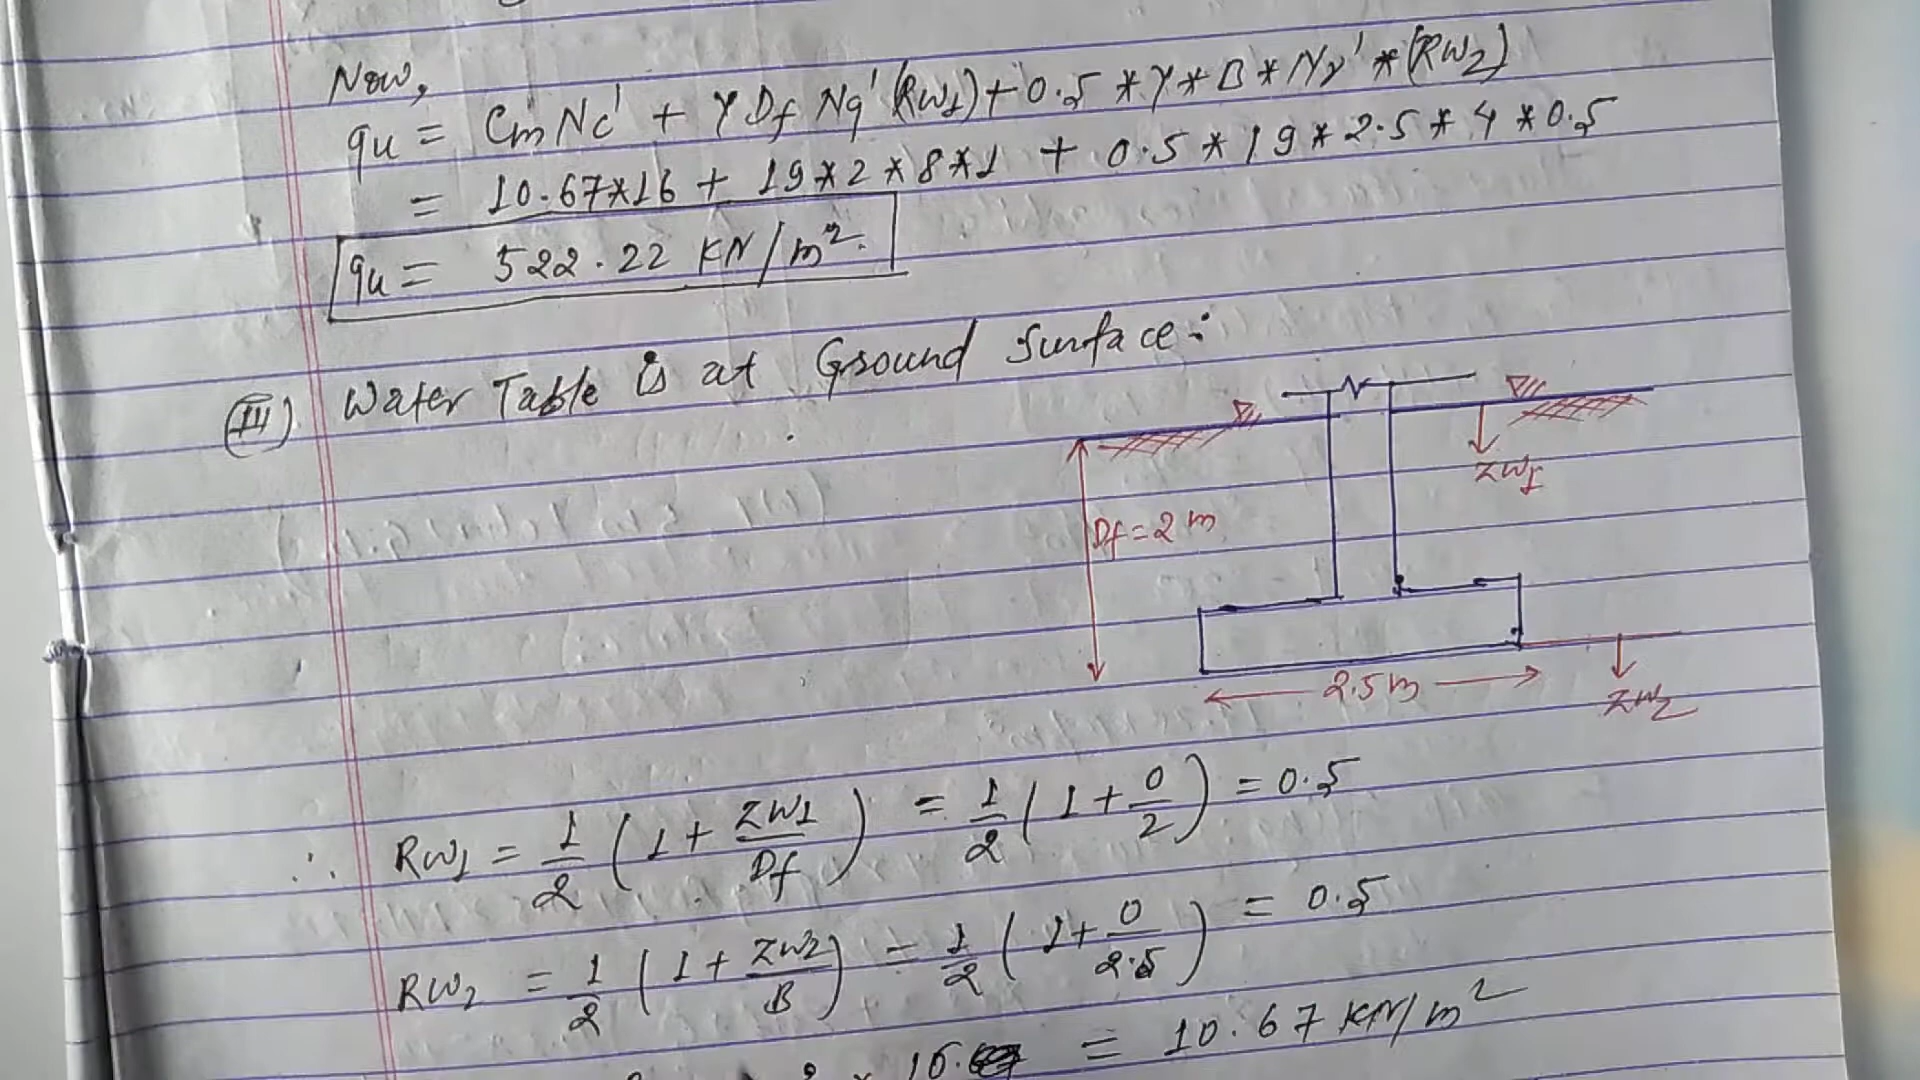 Now,
qu = CmNc' + γ Df Nq' (Rw1) + 0.5 * γ * B * Nγ' * (Rw2)
= 10.67*16 + 19*2*8*1 + 0.5*19*2.5*4*0.5
qu = 522.22 KN/m².
(III) Water Table is at Ground Surface:
Zw1
Df = 2 m
2.5 m
Zw2
∴ Rw1 = 1/2 (1 + Zw1/Df) = 1/2 (1 + 0/2) = 0.5
Rw2 = 1/2 (1 + Zw2/B) = 1/2 (1 + 0/2.5) = 0.5
= 10.67 KN/m²